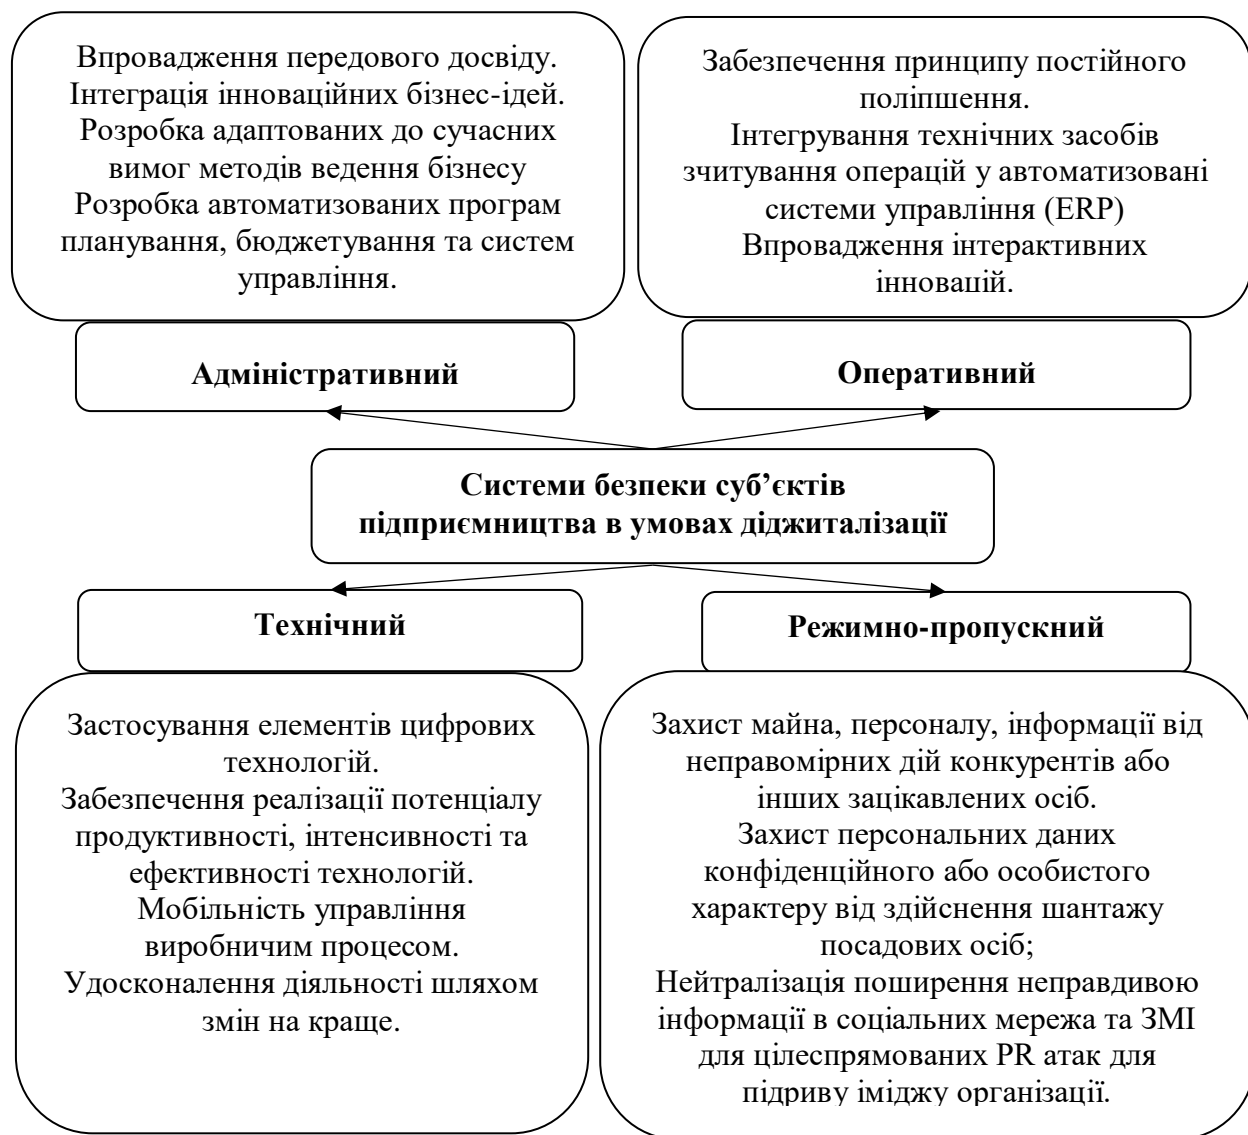 Впровадження передового досвіду.
Інтеграція інноваційних бізнес-ідей.
Розробка адаптованих до сучасних
вимог методів ведення бізнесу
Розробка автоматизованих програм
планування, бюджетування та систем
управління.
Забезпечення принципу постійного
поліпшення.
Інтегрування технічних засобів
зчитування операцій у автоматизовані
системи управління (ERP)
Впровадження інтерактивних
інновацій.
Адміністративний
Оперативний
Системи безпеки суб’єктів
підприємництва в умовах діджиталізації
Технічний
Режимно-пропускний
Застосування елементів цифрових
технологій.
Забезпечення реалізації потенціалу
продуктивності, інтенсивності та
ефективності технологій.
Мобільність управління
виробничим процесом.
Удосконалення діяльності шляхом
змін на краще.
Захист майна, персоналу, інформації від
неправомірних дій конкурентів або
інших зацікавлених осіб.
Захист персональних даних
конфіденційного або особистого
характеру від здійснення шантажу
посадових осіб;
Нейтралізація поширення неправдивою
інформації в соціальних мережа та ЗМІ
для цілеспрямованих PR атак для
підриву іміджу організації.